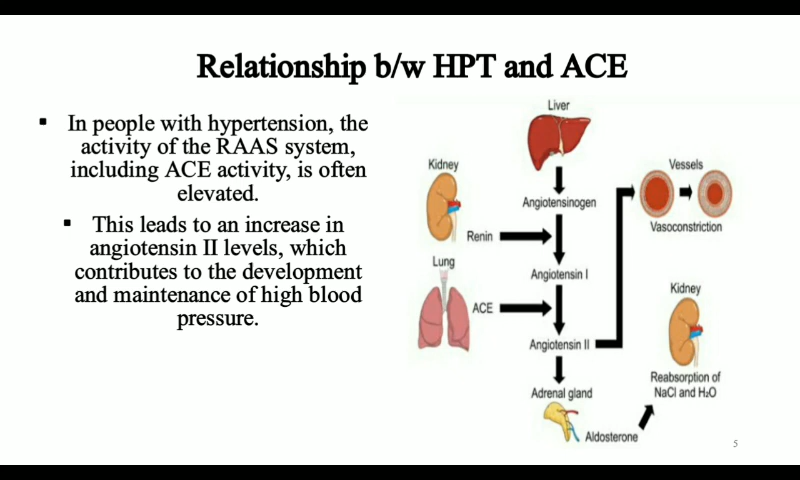 Relationship b/w HPT and ACE
▪ In people with hypertension, the
activity of the RAAS system,
including ACE activity, is often
elevated.
▪ This leads to an increase in
angiotensin II levels, which
contributes to the development
and maintenance of high blood
pressure.
Liver
Kidney
Angiotensinogen
Renin
Lung
Angiotensin I
ACE
Angiotensin II
Adrenal gland
Aldosterone
Vessels
Vasoconstriction
Kidney
Reabsorption of
NaCl and H₂O
5